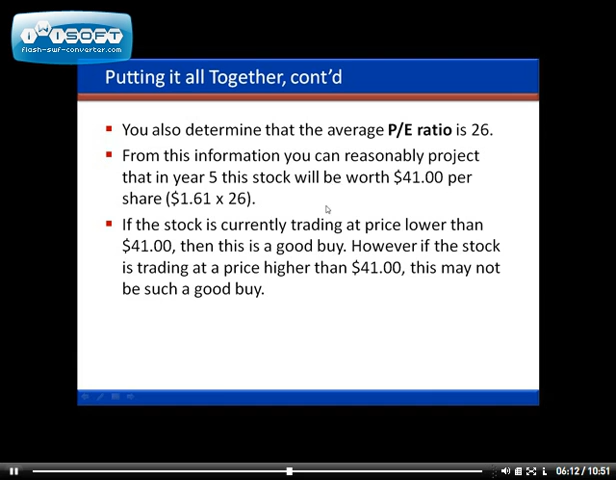 iWiSOFT
flash-swf-converter.com
Putting it all Together, cont'd
You also determine that the average P/E ratio is 26.
From this information you can reasonably project
that in year 5 this stock will be worth $41.00 per
share ($1.61 x 26).
If the stock is currently trading at price lower than
$41.00, then this is a good buy. However if the stock
is trading at a price higher than $41.00, this may not
be such a good buy.
06:12 / 10:51